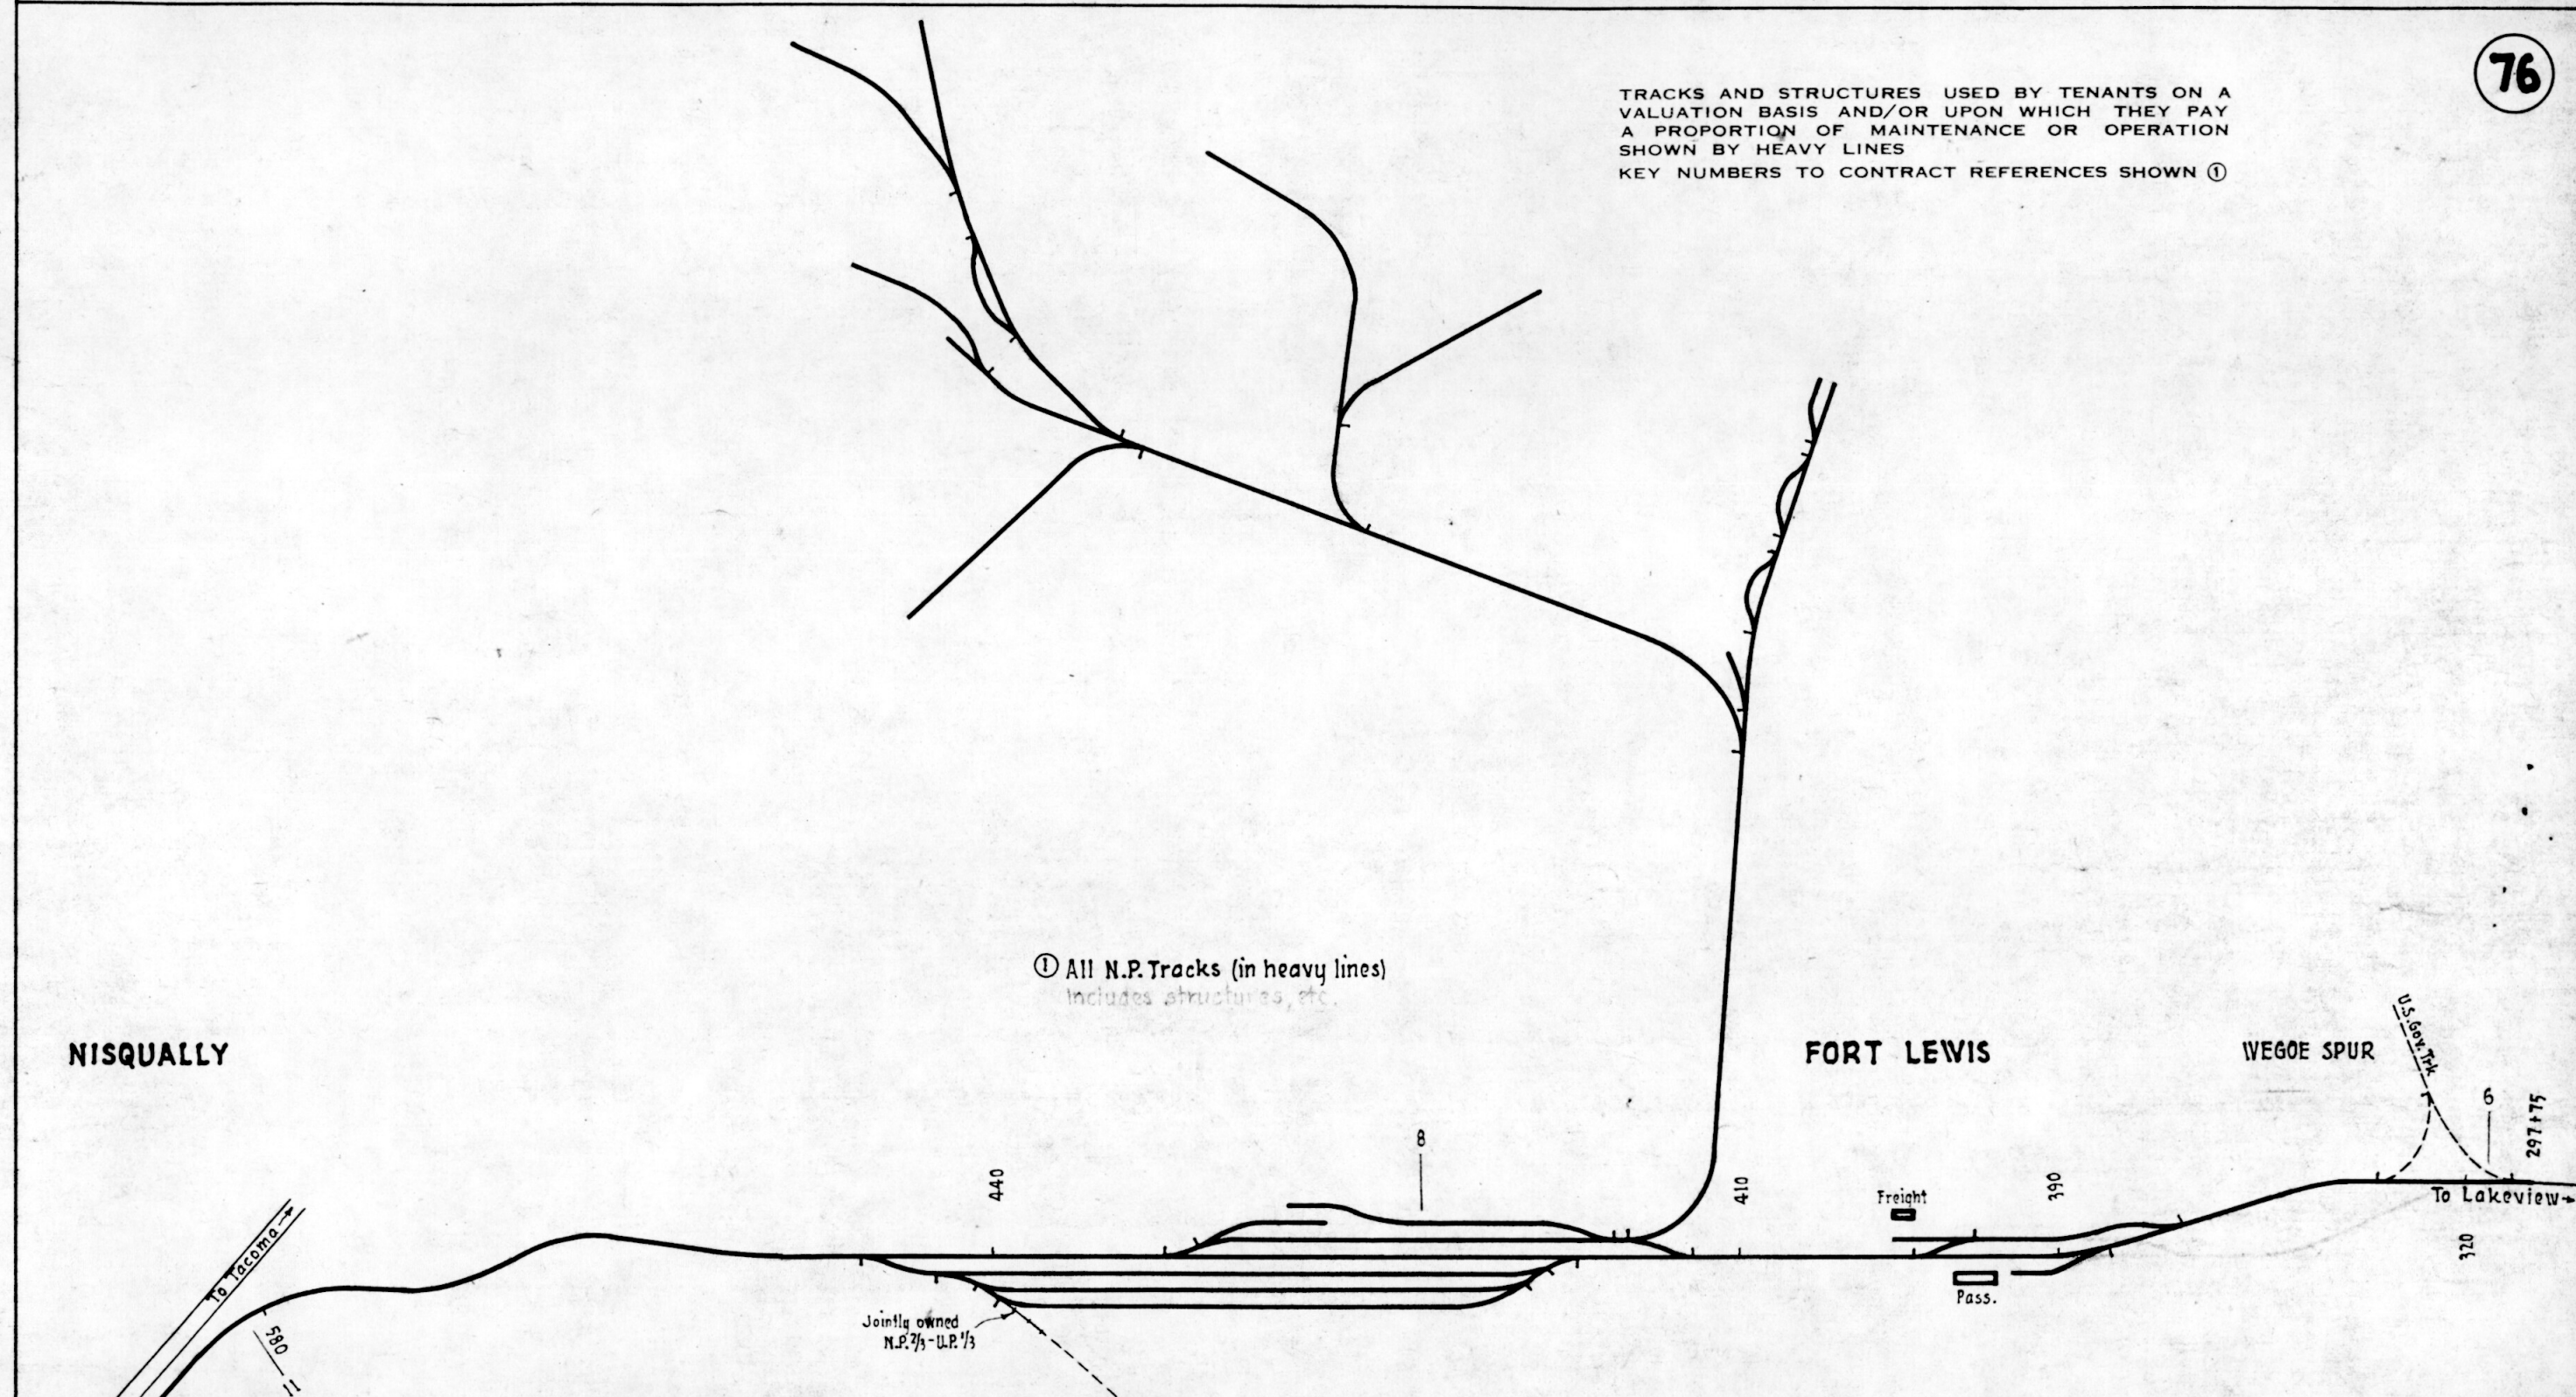 76
TRACKS AND STRUCTURES USED BY TENANTS ON A
VALUATION BASIS AND/OR UPON WHICH THEY PAY
A PROPORTION OF MAINTENANCE OR OPERATION
SHOWN BY HEAVY LINES
KEY NUMBERS TO CONTRACT REFERENCES SHOWN ①
① All N.P. Tracks (in heavy lines)
Includes structures, etc.
NISQUALLY
FORT LEWIS
WEGOE SPUR
U.S. Gov. Trk
6
297+75
8
440
410
Freight
390
To Lakeview→
320
To Tacoma→
Pass.
Jointly owned
N.P. 2/3 - U.P. 1/3
580
11